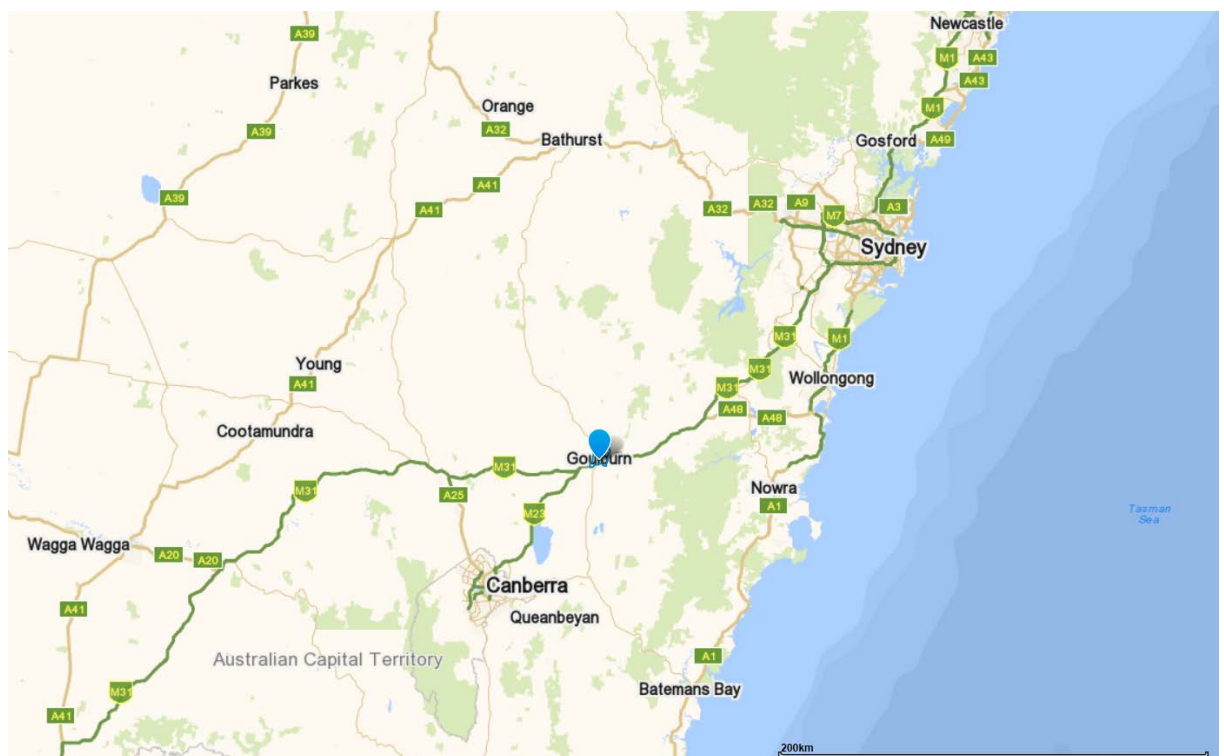 Newcastle
A39
M1
A43
A43
Parkes
M1
Orange
A39
A32
Bathurst
Gosford
A49
A41
A39
A41
A32
A32
A9
M7
A3
Sydney
M31
M1
Young
M31
Wollongong
A41
M31
A48
A48
Cootamundra
Goulburn
M31
M31
A25
Nowra
A1
M23
Tasman
Sea
Wagga Wagga
A20
A20
Canberra
A41
Queanbeyan
Australian Capital Territory
A1
M31
Batemans Bay
A41
200km